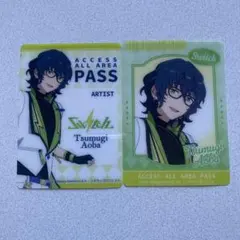 ACCESS
ALL AREA
PASS
ARTIST
Switch
Tsumugi
Aoba
Switch
Tsumugi
Aoba
ACCESS ALL AREA PASS